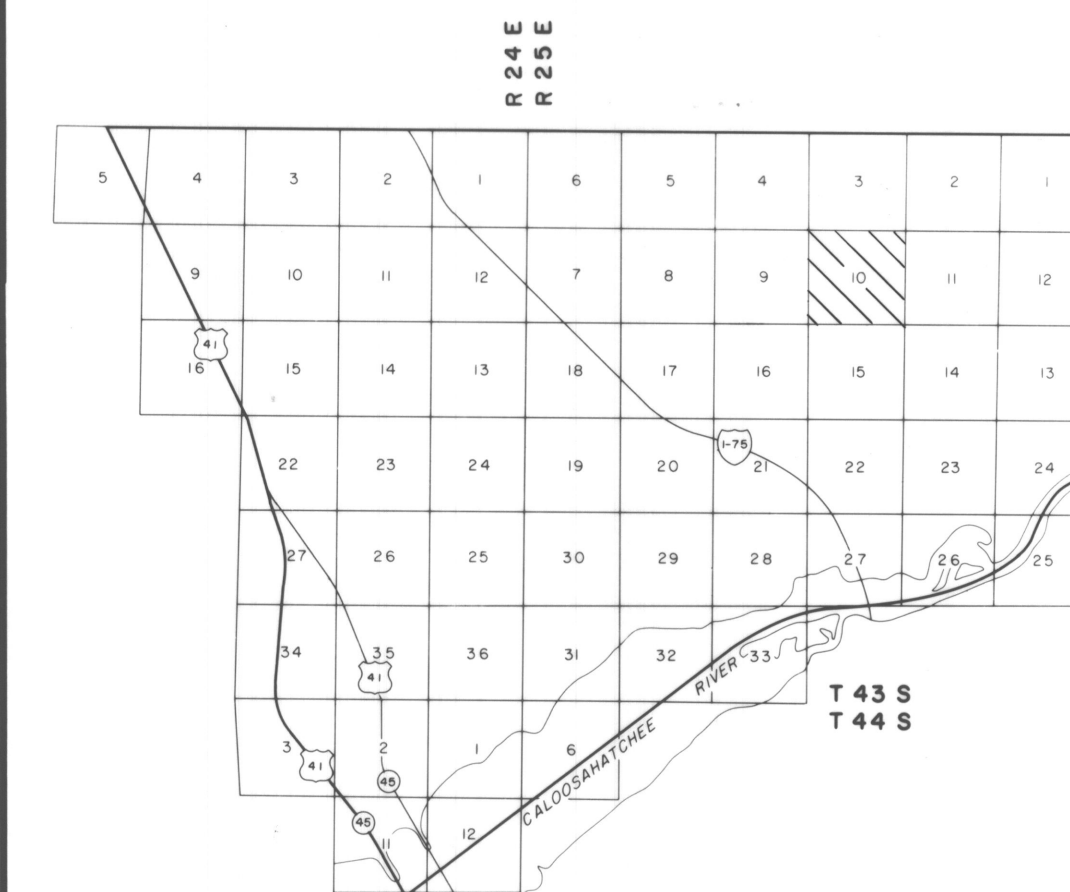 R 24 E
R 25 E
5 4 3 2 1 6 5 4 3 2 1
9 10 11 12 7 8 9 10 11 12
41
16 15 14 13 18 17 16 15 14 13
I-75
22 23 24 19 20 21 22 23 24
27 26 25 30 29 28 27 26 25
34 35 36 31 32 33
41
RIVER
T 43 S
T 44 S
3 2 1 6
41
45
CALOOSAHATCHEE
45
11 12